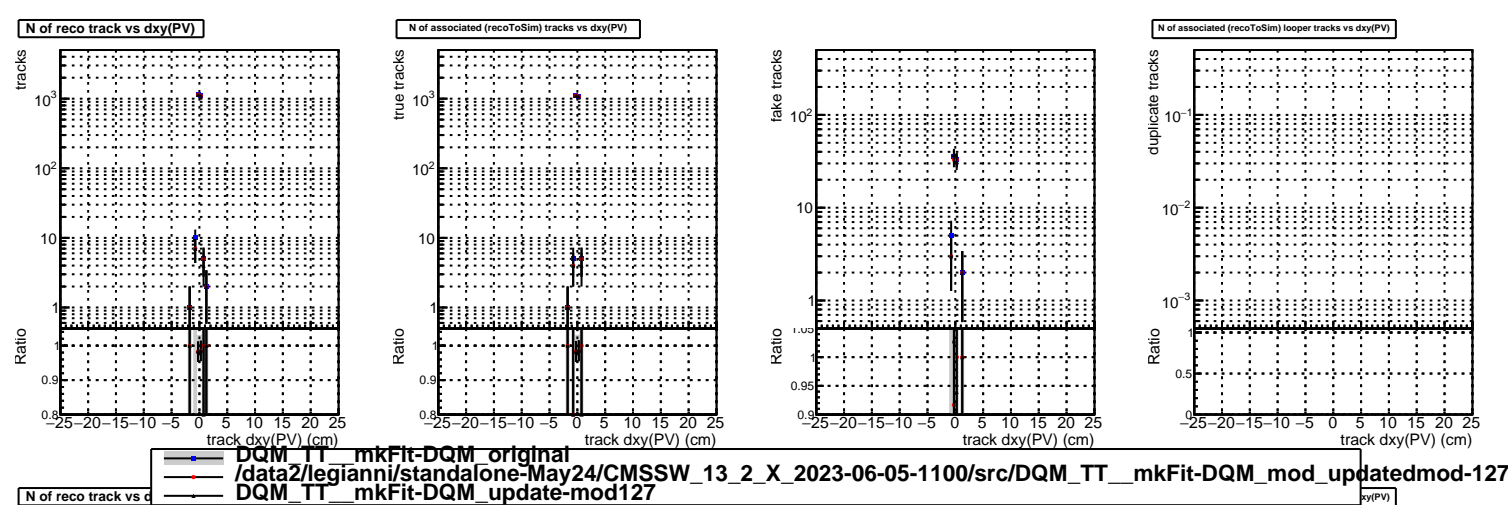 N of reco track vs dxy(PV)
N of associated (recoToSim) tracks vs dxy(PV)
N of associated (recoToSim) looper tracks vs dxy(PV)
tracks
10³
10²
10
1
Ratio
1
0.9
0.8
−25 −20 −15 −10 −5 0 5 10 15 20 25
track dxy(PV) (cm)
true tracks
10³
10²
10
1
Ratio
1
0.9
0.8
−25 −20 −15 −10 −5 0 5 10 15 20 25
track dxy(PV) (cm)
fake tracks
10²
10
1
Ratio
1.05
1
0.95
0.9
−25 −20 −15 −10 −5 0 5 10 15 20 25
track dxy(PV) (cm)
duplicate tracks
10⁻¹
10⁻²
10⁻³
Ratio
1
0.5
0
−25 −20 −15 −10 −5 0 5 10 15 20 25
track dxy(PV) (cm)
DQM_TT__mkFit-DQM_original
/data2/legianni/standalone-May24/CMSSW_13_2_X_2023-06-05-1100/src/DQM_TT__mkFit-DQM_mod_updatedmod-127
DQM_TT__mkFit-DQM_update-mod127
N of reco track vs d
xy(PV)